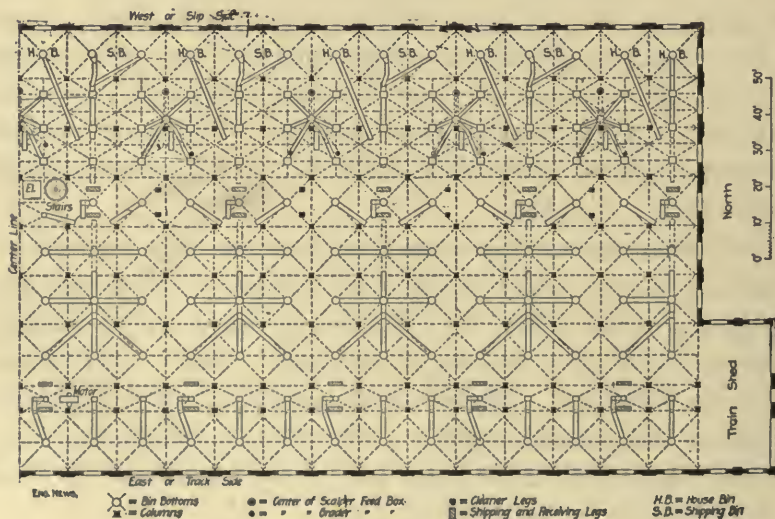 West or Slip Side
H. B. S.B. H. B. S.B. H. B. S.B. H. B. S.B. H. B. H. B.
50'
40'
30'
20'
10'
0'
North
El.
Stairs
Center Line
Motor
Train Shed
East or Track Side
ENG. NEWS.
= Bin Bottoms
= Columns
= Center of Scalper Feed Box.
= " " Grader " "
= Cleaner Legs
= Shipping and Receiving Legs
H.B. = House Bin
S.B. = Shipping Bin